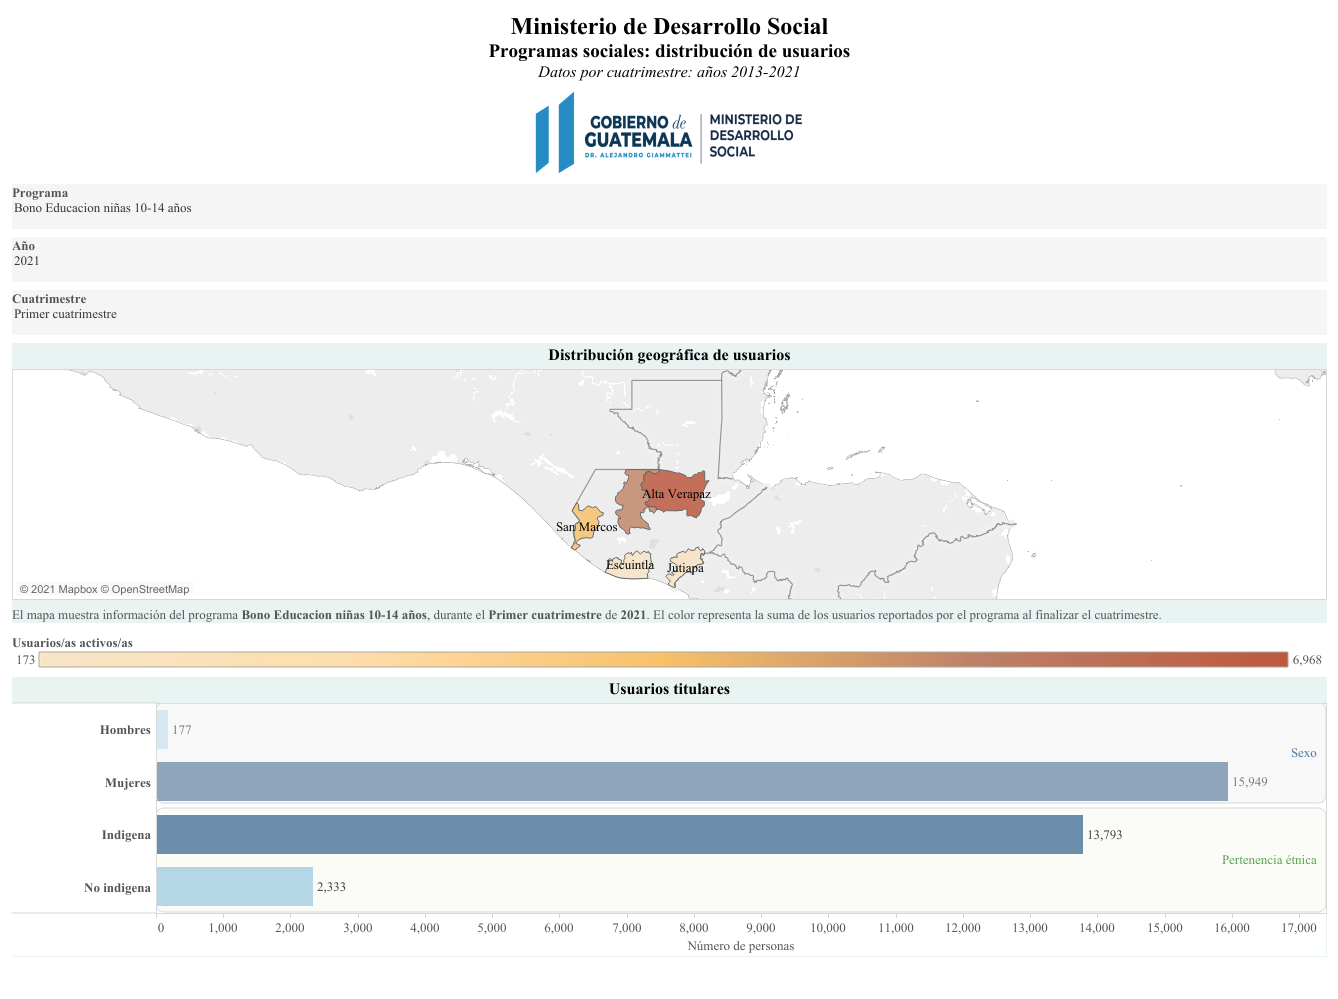 Ministerio de Desarrollo Social
Programas sociales: distribución de usuarios
Datos por cuatrimestre: años 2013-2021
GOBIERNO de
GUATEMALA
DR. ALEJANDRO GIAMMATTEI
MINISTERIO DE
DESARROLLO
SOCIAL
Programa
Bono Educacion niñas 10-14 años
Año
2021
Cuatrimestre
Primer cuatrimestre
Distribución geográfica de usuarios
Alta Verapaz
San Marcos
Escuintla
Jutiapa
© 2021 Mapbox © OpenStreetMap
El mapa muestra información del programa Bono Educacion niñas 10-14 años, durante el Primer cuatrimestre de 2021. El color representa la suma de los usuarios reportados por el programa al finalizar el cuatrimestre.
Usuarios/as activos/as
173 6,968
Usuarios titulares
Hombres 177
Sexo
Mujeres 15,949
Indigena 13,793
Pertenencia étnica
No indigena 2,333
0 1,000 2,000 3,000 4,000 5,000 6,000 7,000 8,000 9,000 10,000 11,000 12,000 13,000 14,000 15,000 16,000 17,000
Número de personas